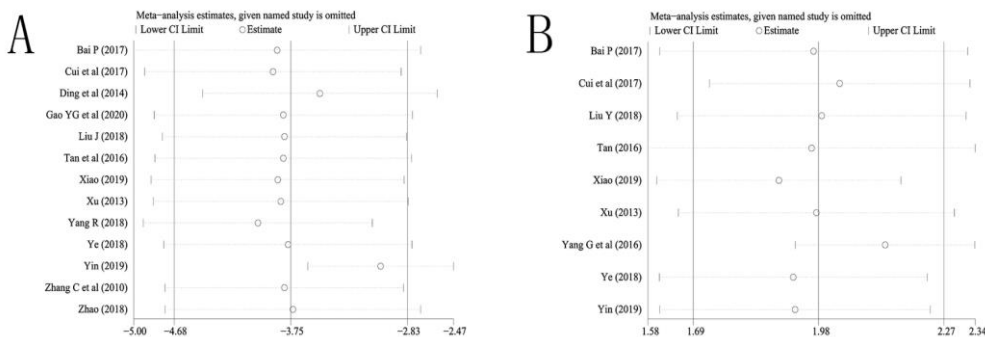 A
Meta-analysis estimates, given named study is omitted
Lower CI Limit Estimate Upper CI Limit
Bai P (2017)
Cui et al (2017)
Ding et al (2014)
Gao YG et al (2020)
Liu J (2018)
Tan et al (2016)
Xiao (2019)
Xu (2013)
Yang R (2018)
Ye (2018)
Yin (2019)
Zhang C et al (2010)
Zhao (2018)
-5.00 -4.68 -3.75 -2.83 -2.47
B
Meta-analysis estimates, given named study is omitted
Lower CI Limit Estimate Upper CI Limit
Bai P (2017)
Cui et al (2017)
Liu Y (2018)
Tan (2016)
Xiao (2019)
Xu (2013)
Yang G et al (2016)
Ye (2018)
Yin (2019)
1.58 1.69 1.98 2.27 2.34